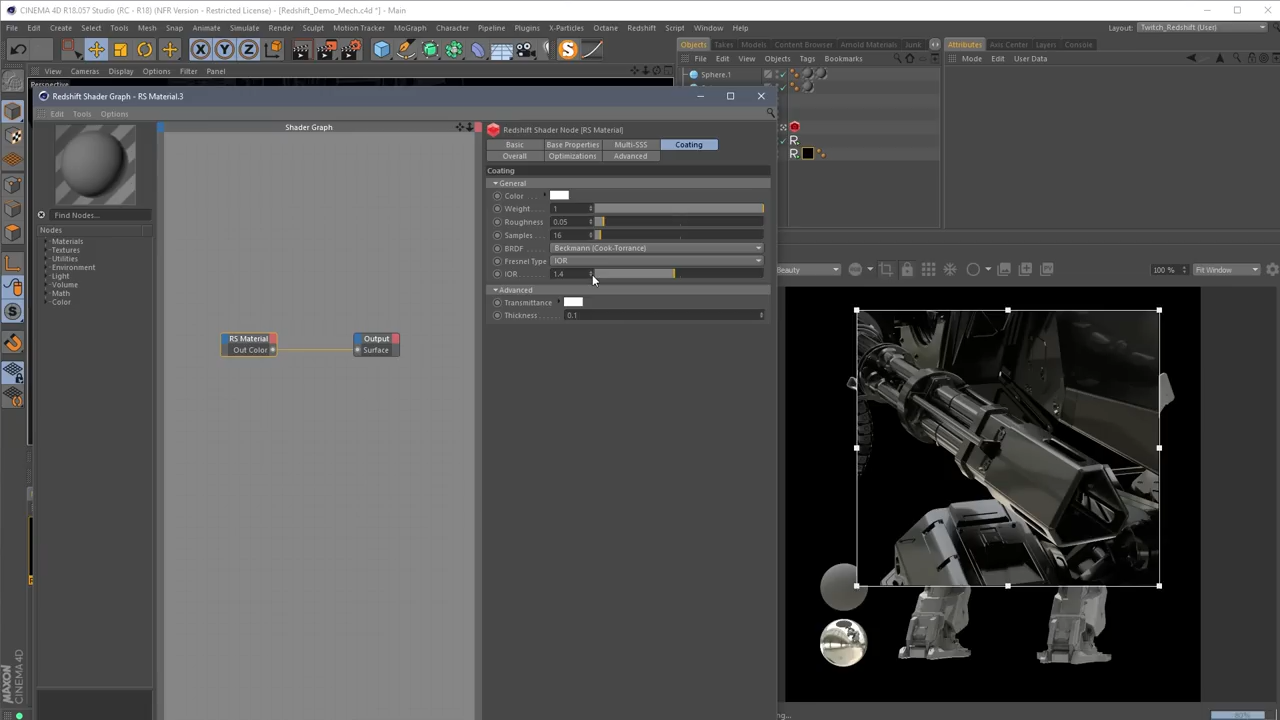 CINEMA 4D R18.057 Studio (RC - R18) (NFR Version - Restricted License) - [Redshift_Demo_Mech.c4d *] - Main
File Edit Create Select Tools Mesh Snap Animate Simulate Render Sculpt Motion Tracker MoGraph Character Pipeline Plugins X-Particles Octane Redshift Script Window Help
Layout: Twitch_Redshift (User)
X Y Z
S
Objects Takes Models Content Browser Arnold Materials Junk
Attributes Axis Center Layers Console
File Edit View Objects Tags Bookmarks
Mode Edit User Data
View Cameras Display Options Filter Panel
Sphere.1
Perspective
Redshift Shader Graph - RS Material.3
Edit Tools Options
Shader Graph
Redshift Shader Node [RS Material]
Basic Base Properties Multi-SSS Coating
Overall Optimizations Advanced
Coating
General
Color
Weight 1
Roughness 0.05
Samples 16
BRDF Beckmann (Cook-Torrance)
Fresnel Type IOR
IOR 1.4
Advanced
Transmittance
Thickness 0.1
Find Nodes...
Nodes
Materials
Textures
Utilities
Environment
Light
Volume
Math
Color
RS Material
Out Color
Output
Surface
Beauty
100 %
Fit Window
MAXON
CINEMA 4D